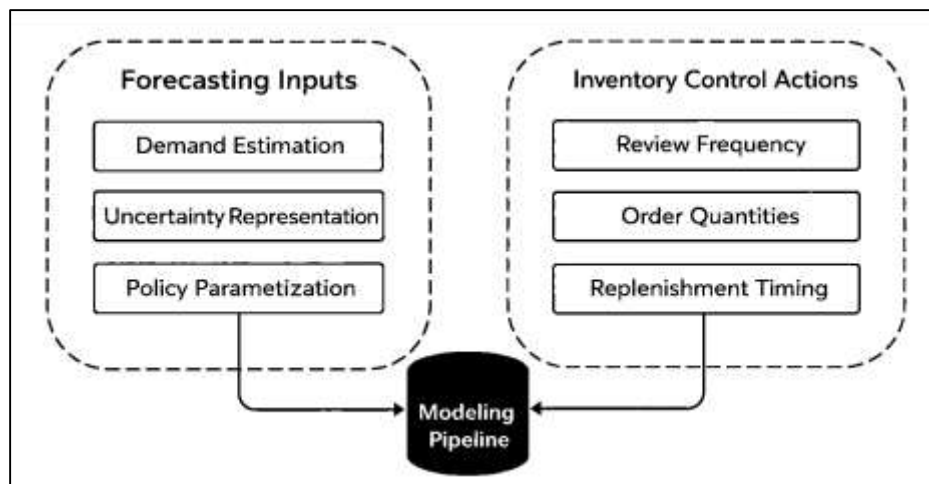 Forecasting Inputs
Demand Estimation
Uncertainty Representation
Policy Parametization
Inventory Control Actions
Review Frequency
Order Quantities
Replenishment Timing
Modeling
Pipeline